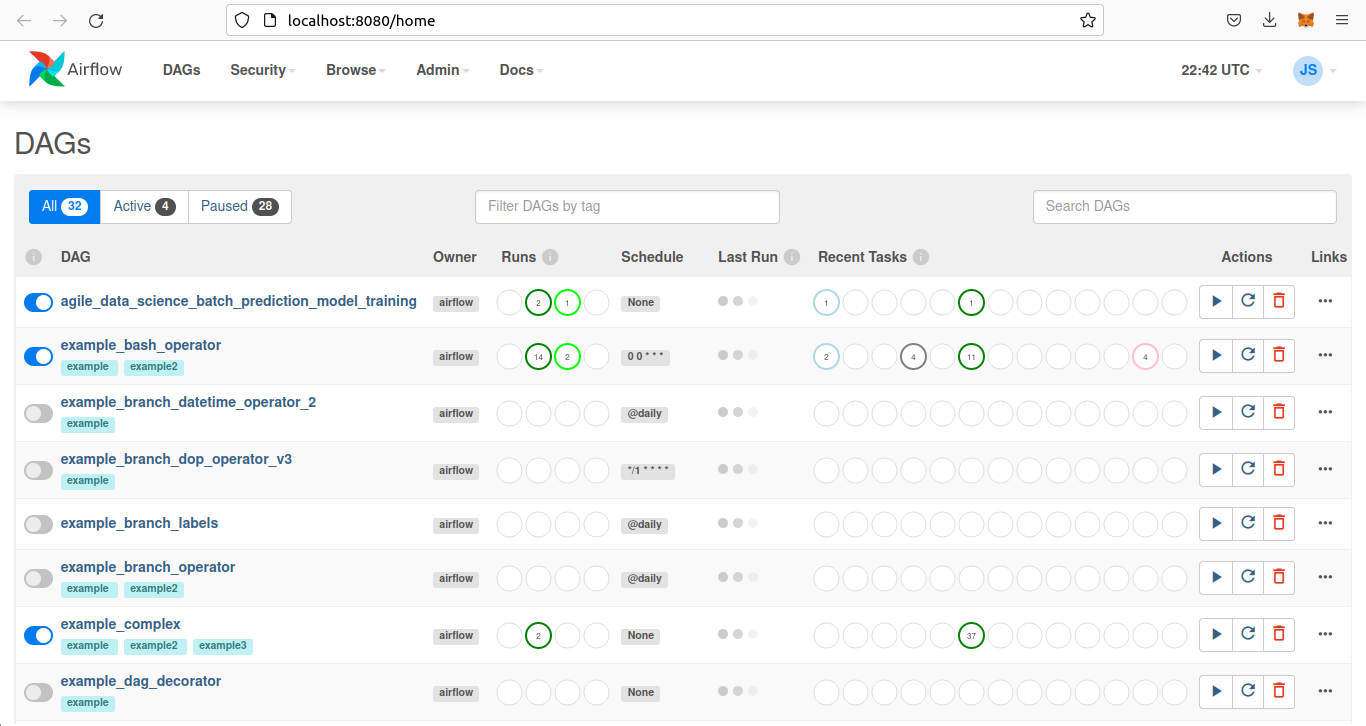 localhost:8080/home
Airflow DAGs Security Browse Admin Docs 22:42 UTC JS
DAGs
All 32 Active 4 Paused 28 Filter DAGs by tag Search DAGs
i DAG Owner Runs i Schedule Last Run i Recent Tasks i Actions Links
agile_data_science_batch_prediction_model_training airflow 2 1 None 1 1
example_bash_operator
example example2 airflow 14 2 0 0 * * * 2 4 11 4
example_branch_datetime_operator_2
example airflow @daily
example_branch_dop_operator_v3
example airflow */1 * * * *
example_branch_labels airflow @daily
example_branch_operator
example example2 airflow @daily
example_complex
example example2 example3 airflow 2 None 37
example_dag_decorator
example airflow None